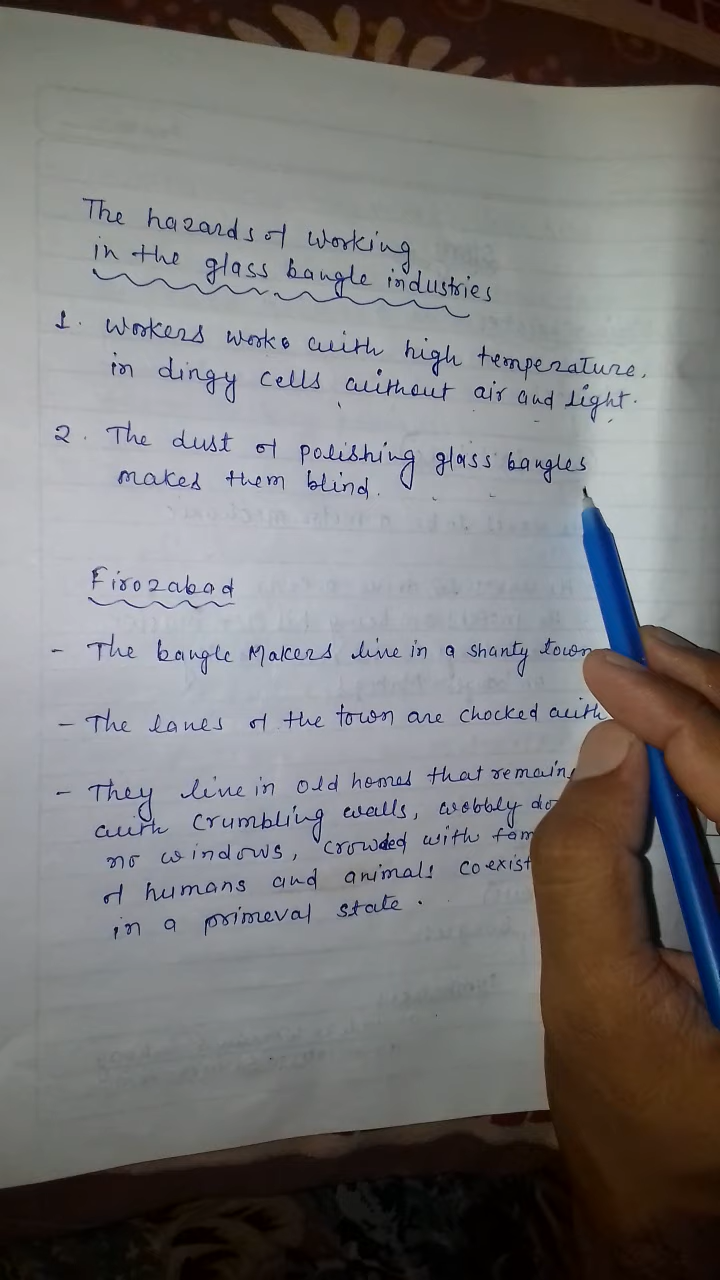 The hazards of working
in the glass bangle industries
1. Workers work with high temperature,
in dingy cells without air and light.
2. The dust of polishing glass bangles
makes them blind.
Firozabad
- The bangle Makers live in a shanty town
- The lanes of the town are chocked with
- They live in old homes that remain
with crumbling walls, wobbly do
no windows, crowded with fam
of humans and animals coexist
in a primeval state.